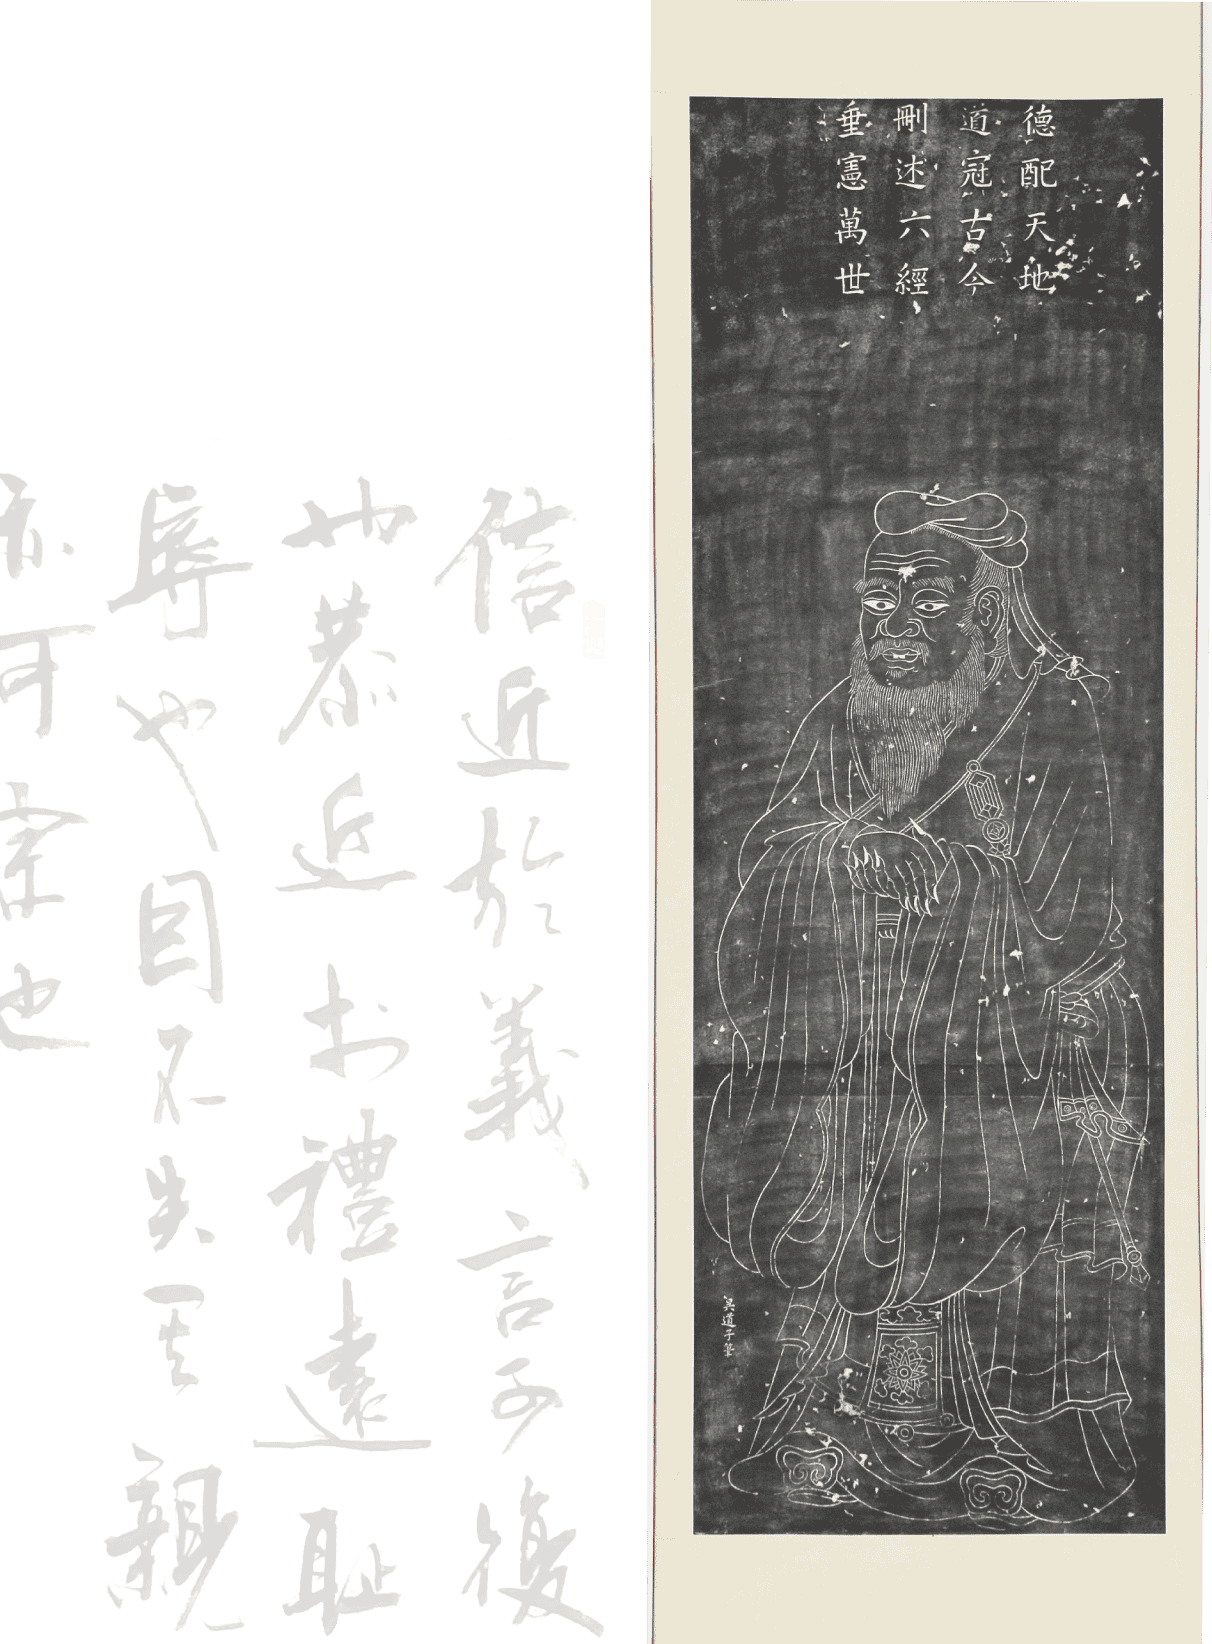 德配天地
道冠古今
刪述六經
垂憲萬世
吳道子筆
信近於義言可復
也恭近於禮遠恥
辱也因不失其親
亦可宗也